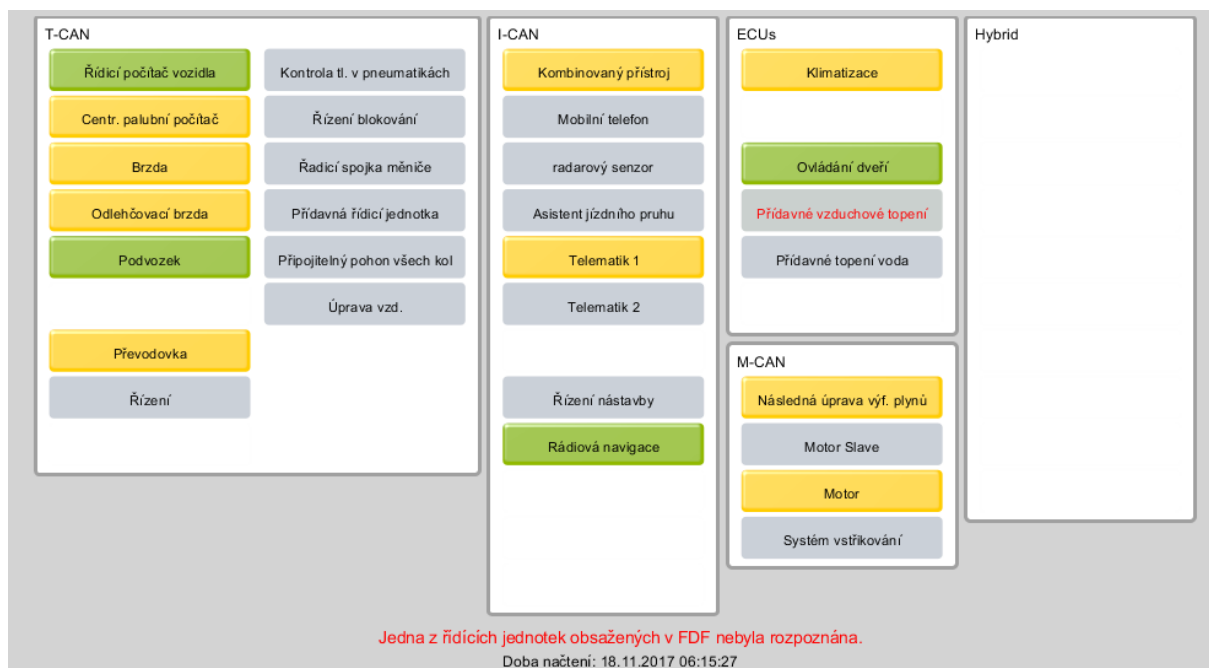 T-CAN
Řídicí počítač vozidla
Centr. palubní počítač
Brzda
Odlehčovací brzda
Podvozek
Převodovka
Řízení
Kontrola tl. v pneumatikách
Řízení blokování
Řadicí spojka měniče
Přídavná řídicí jednotka
Připojitelný pohon všech kol
Úprava vzd.
I-CAN
Kombinovaný přístroj
Mobilní telefon
radarový senzor
Asistent jízdního pruhu
Telematik 1
Telematik 2
Řízení nástavby
Rádiová navigace
ECUs
Klimatizace
Ovládání dveří
Přídavné vzduchové topení
Přídavné topení voda
M-CAN
Následná úprava výf. plynů
Motor Slave
Motor
Systém vstřikování
Hybrid
Jedna z řídících jednotek obsažených v FDF nebyla rozpoznána.
Doba načtení: 18.11.2017 06:15:27